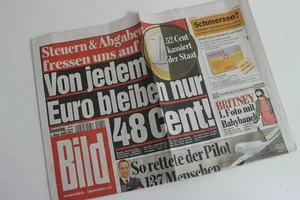 Steuern & Abgaben
fressen uns auf
Von jedem
Euro bleiben nur
48 Cent!
52 Cent
kassiert
der Staat
Schmerzen?
BRITNEY
1. Foto mit
Babybauch
Bild
So rettete der Pilot
137 Menschen